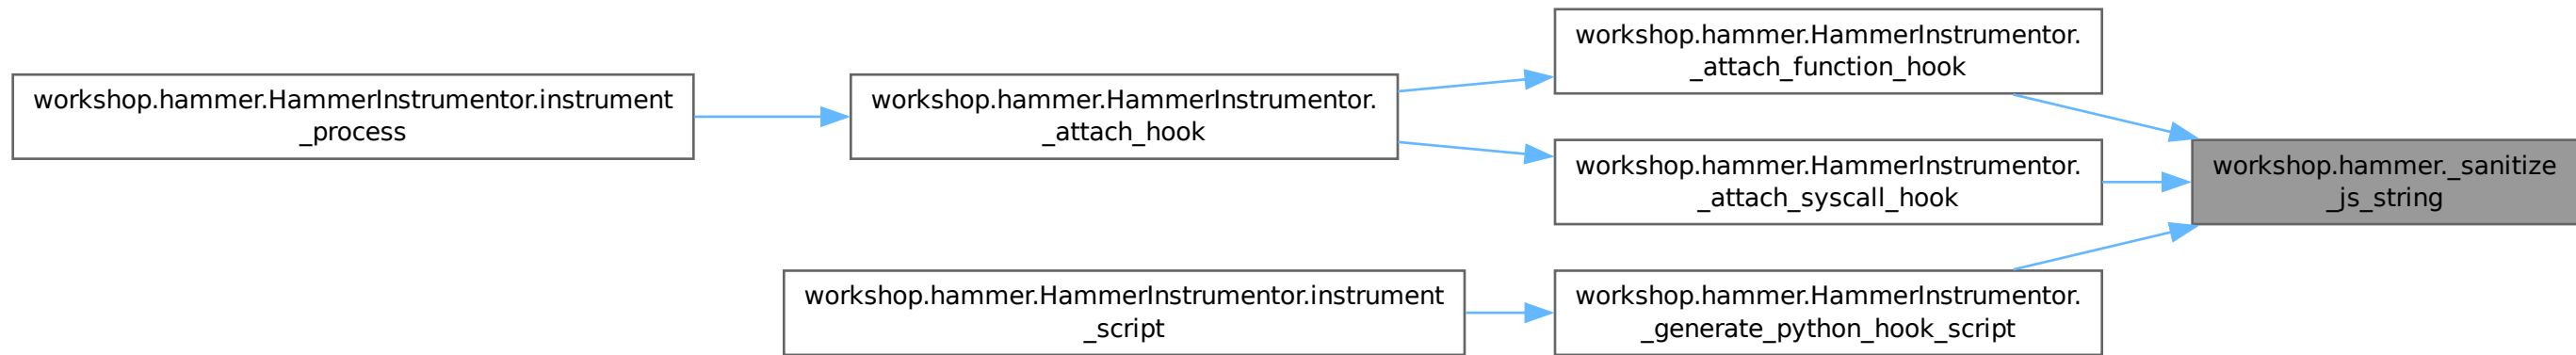 workshop.hammer.HammerInstrumentor.instrument
_process
workshop.hammer.HammerInstrumentor.
_attach_hook
workshop.hammer.HammerInstrumentor.
_attach_function_hook
workshop.hammer.HammerInstrumentor.
_attach_syscall_hook
workshop.hammer._sanitize
_js_string
workshop.hammer.HammerInstrumentor.instrument
_script
workshop.hammer.HammerInstrumentor.
_generate_python_hook_script